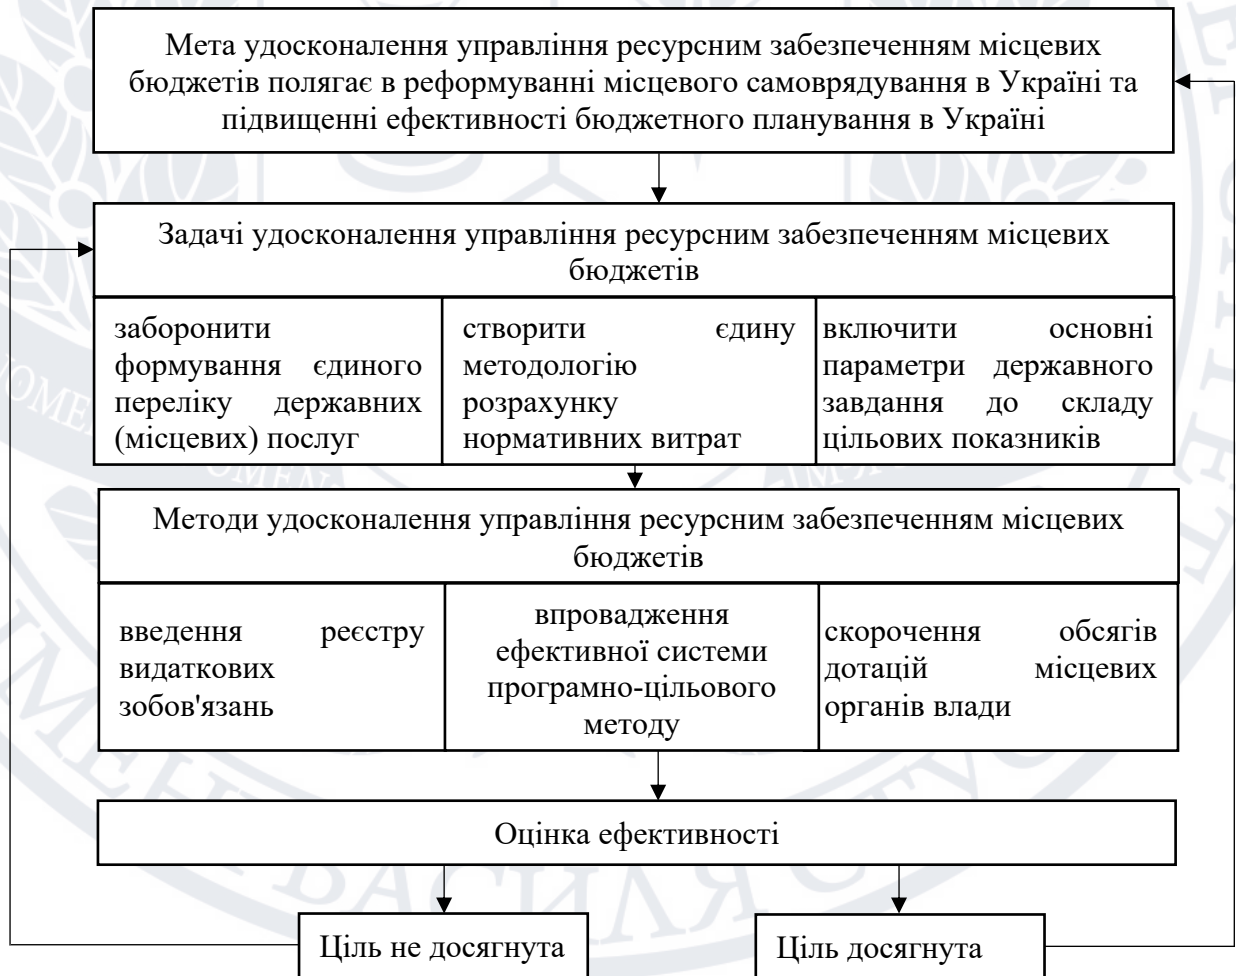 Мета удосконалення управління ресурсним забезпеченням місцевих
бюджетів полягає в реформуванні місцевого самоврядування в Україні та
підвищенні ефективності бюджетного планування в Україні
Задачі удосконалення управління ресурсним забезпеченням місцевих
бюджетів
заборонити
формування єдиного
переліку державних
(місцевих) послуг
створити єдину
методологію
розрахунку
нормативних витрат
включити основні
параметри державного
завдання до складу
цільових показників
Методи удосконалення управління ресурсним забезпеченням місцевих
бюджетів
введення реєстру
видаткових
зобов'язань
впровадження
ефективної системи
програмно-цільового
методу
скорочення обсягів
дотацій місцевих
органів влади
Оцінка ефективності
Ціль не досягнута
Ціль досягнута